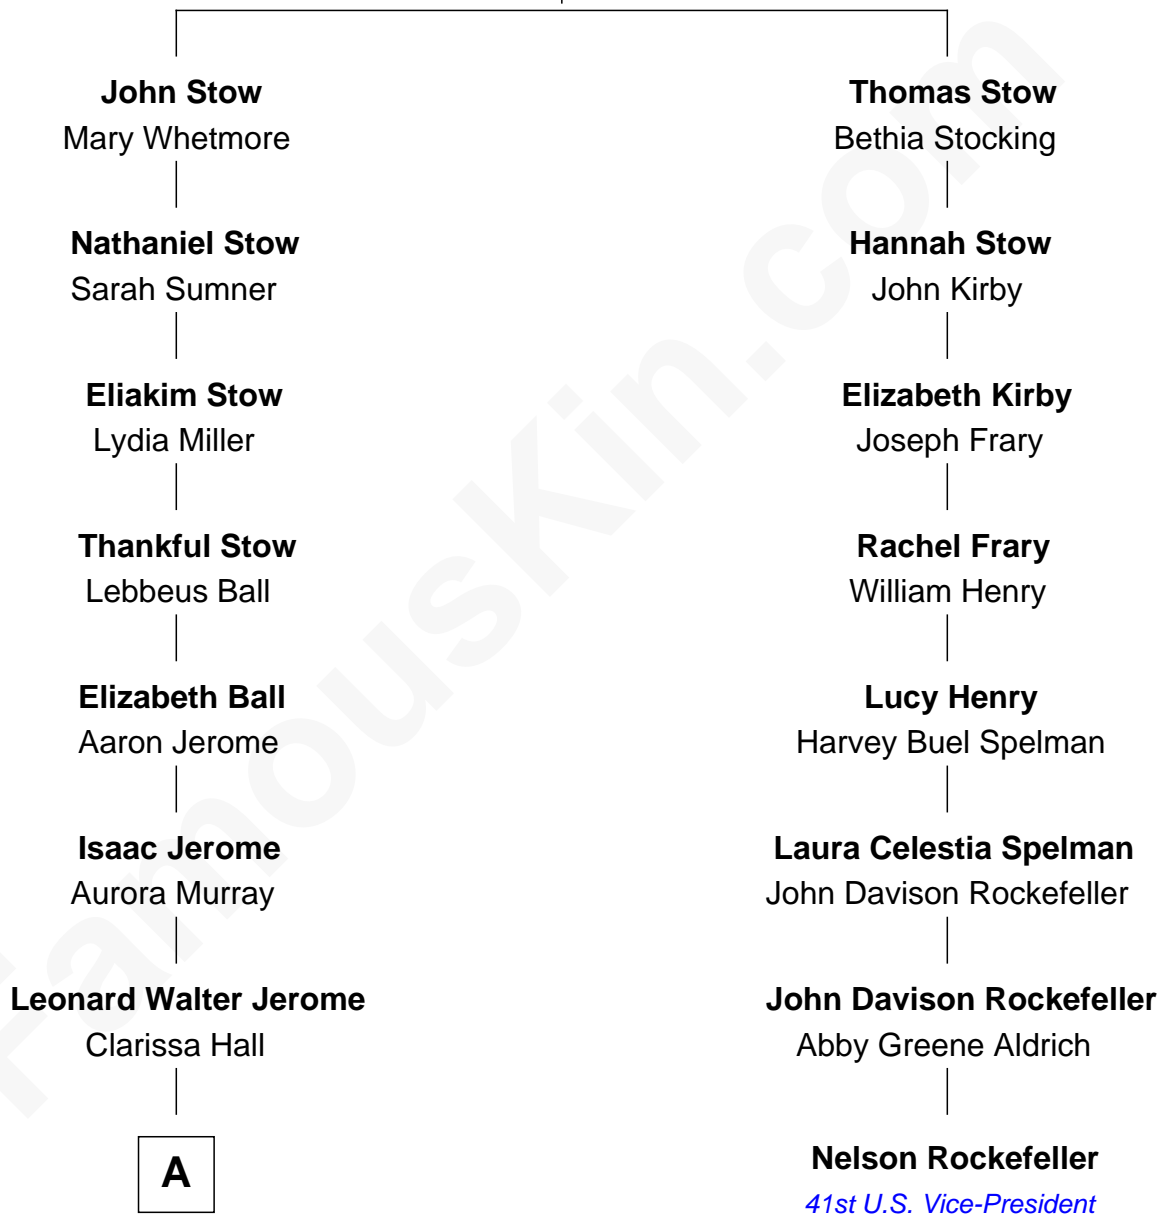 John Stow
Mary Whetmore
Nathaniel Stow
Sarah Sumner
Eliakim Stow
Lydia Miller
Thankful Stow
Lebbeus Ball
Elizabeth Ball
Aaron Jerome
Isaac Jerome
Aurora Murray
Leonard Walter Jerome
Clarissa Hall
A
Thomas Stow
Bethia Stocking
Hannah Stow
John Kirby
Elizabeth Kirby
Joseph Frary
Rachel Frary
William Henry
Lucy Henry
Harvey Buel Spelman
Laura Celestia Spelman
John Davison Rockefeller
John Davison Rockefeller
Abby Greene Aldrich
Nelson Rockefeller
41st U.S. Vice-President
FamousKin.com